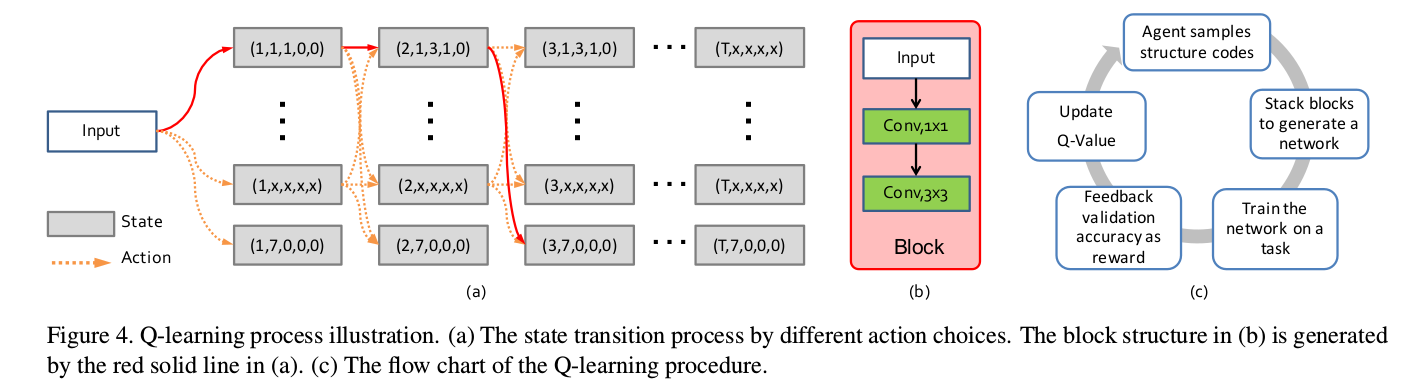 Input
(1,1,1,0,0)
(2,1,3,1,0)
(3,1,3,1,0)
(T,x,x,x,x)
(1,x,x,x,x)
(2,x,x,x,x)
(3,x,x,x,x)
(T,x,x,x,x)
(1,7,0,0,0)
(2,7,0,0,0)
(3,7,0,0,0)
(T,7,0,0,0)
State
Action
(a)
Input
Conv,1x1
Conv,3x3
Block
(b)
Agent samples
structure codes
Stack blocks
to generate a
network
Train the
network on a
task
Feedback
validation
accuracy as
reward
Update
Q-Value
(c)
Figure 4. Q-learning process illustration. (a) The state transition process by different action choices. The block structure in (b) is generated
by the red solid line in (a). (c) The flow chart of the Q-learning procedure.